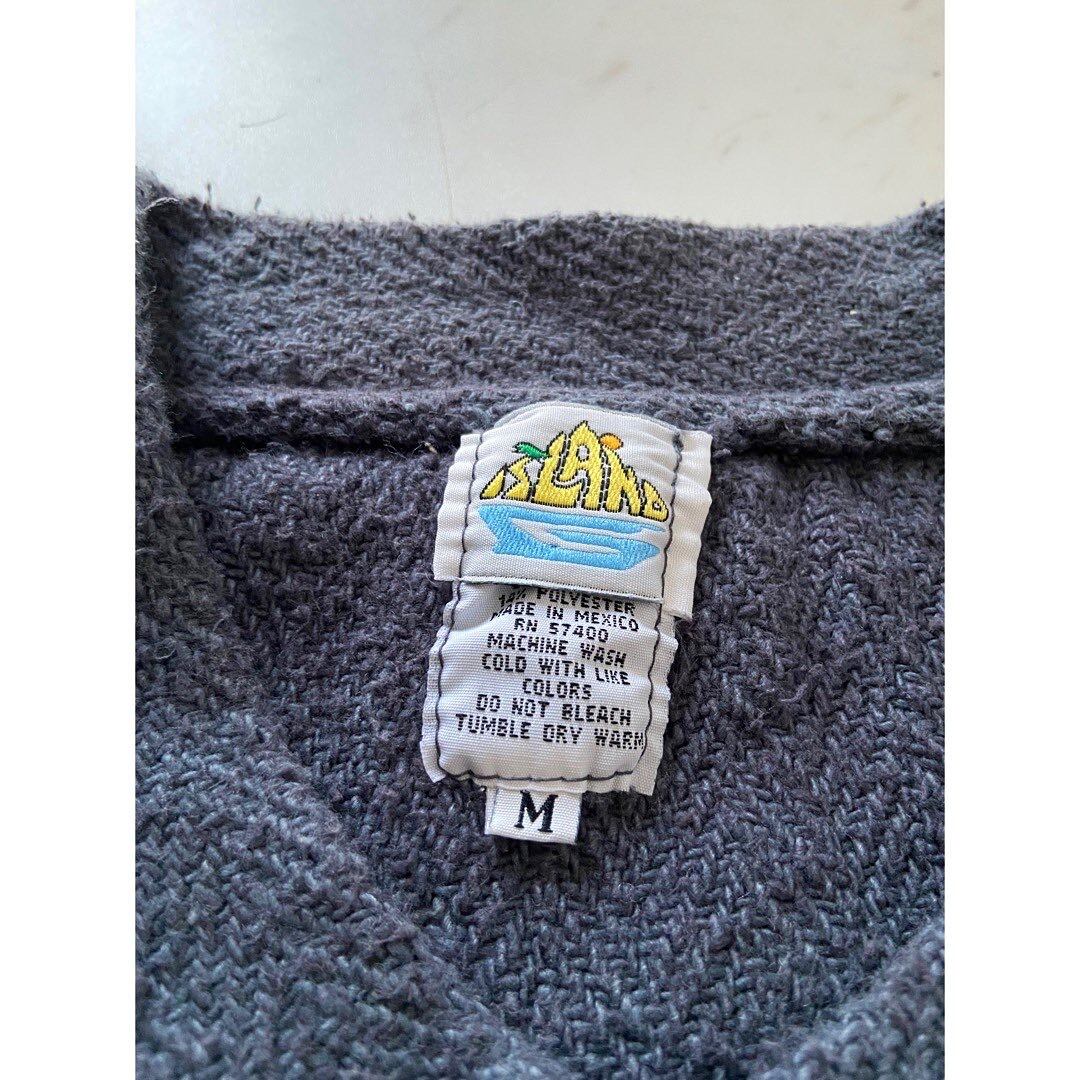 ISLAND
14% POLYESTER
MADE IN MEXICO
RN 57400
MACHINE WASH
COLD WITH LIKE
COLORS
DO NOT BLEACH
TUMBLE DRY WARM
M